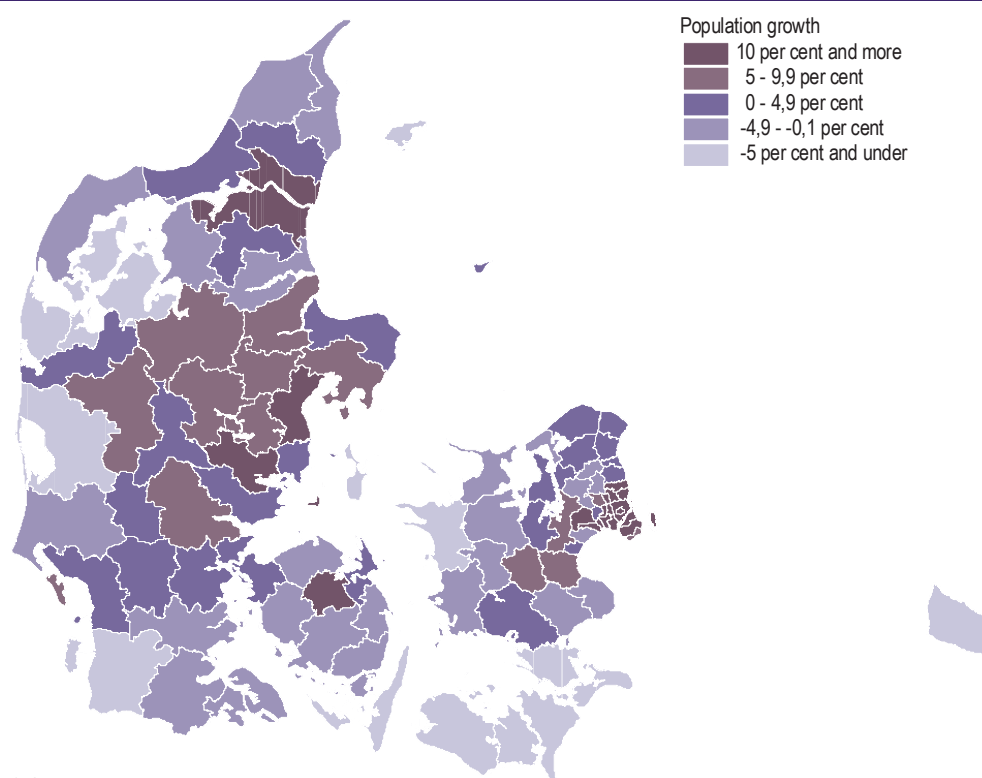 Population growth
10 per cent and more
5 - 9,9 per cent
0 - 4,9 per cent
-4,9 - -0,1 per cent
-5 per cent and under